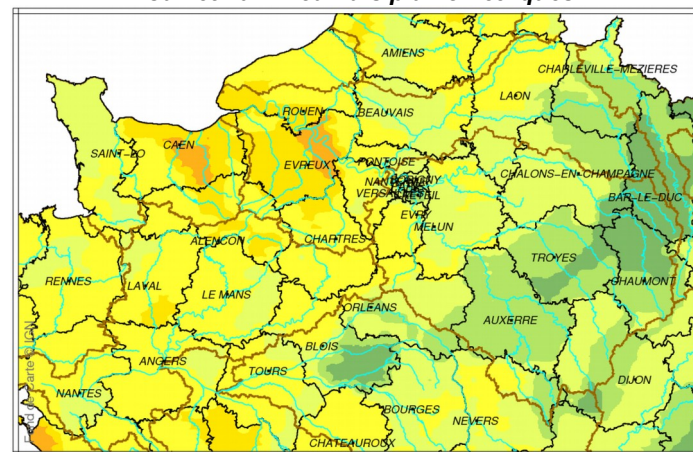 AMIENS
CHARLEVILLE-MEZIERES
LAON
ROUEN
BEAUVAIS
CAEN
SAINT-LO
EVREUX
PONTOISE
CHALONS-EN-CHAMPAGNE
BAR-LE-DUC
EVRY
MELUN
ALENCON
CHARTRES
TROYES
RENNES
LAVAL
LE MANS
CHAUMONT
ORLEANS
AUXERRE
BLOIS
ANGERS
TOURS
DIJON
NANTES
BOURGES
NEVERS
CHATEAUROUX